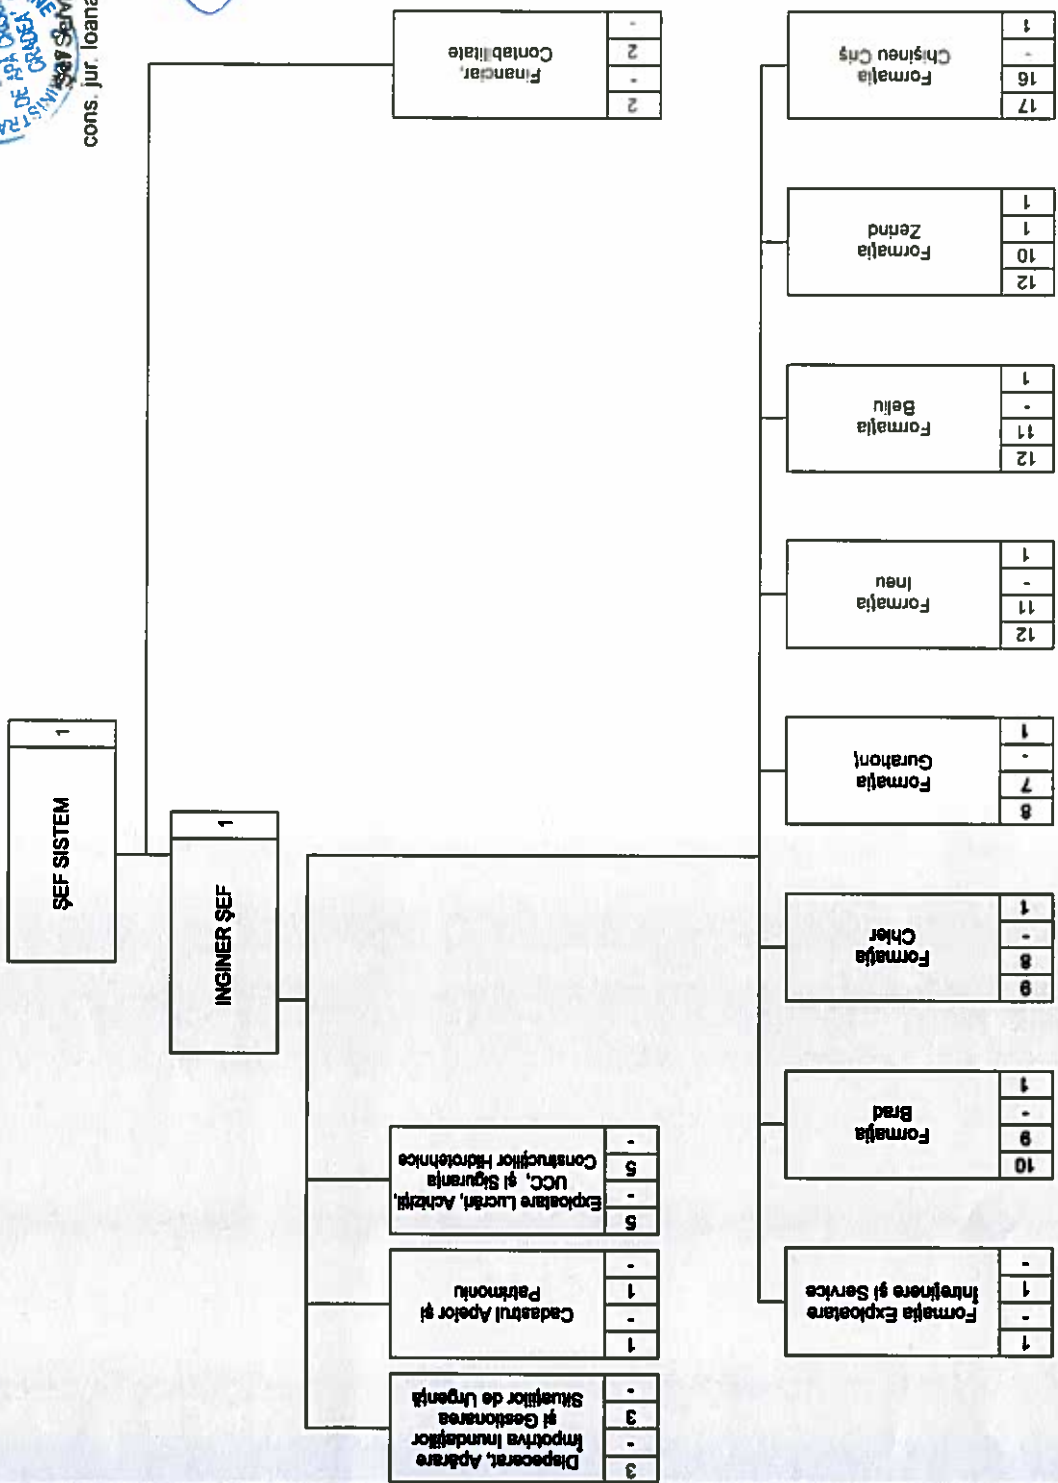 cons. jur. Ioana
DE APĂ
ORADEA
ŞEF SISTEM
1
INGINER ŞEF
1
Financiar,
Contabilitate
2
-
2
-
Dispecerat, Apărare
Împotriva Inundaţiilor
şi Gestionarea
Situaţiilor de Urgenţă
3
-
3
-
Cadastrul Apelor şi
Patrimoniu
1
-
1
-
Exploatare Lucrări, Achiziţii,
UCC, şi Siguranţa
Construcţiilor Hidrotehnice
5
-
5
-
Formaţia Exploatare
Întreţinere şi Service
1
-
1
-
Formaţia
Brad
10
9
-
1
Formaţia
Chier
9
8
-
1
Formaţia
Gurahonţ
8
7
-
1
Formaţia
Ineu
12
11
-
1
Formaţia
Beliu
12
11
-
1
Formaţia
Zerind
12
10
1
1
Formaţia
Chişineu Criş
17
16
-
1